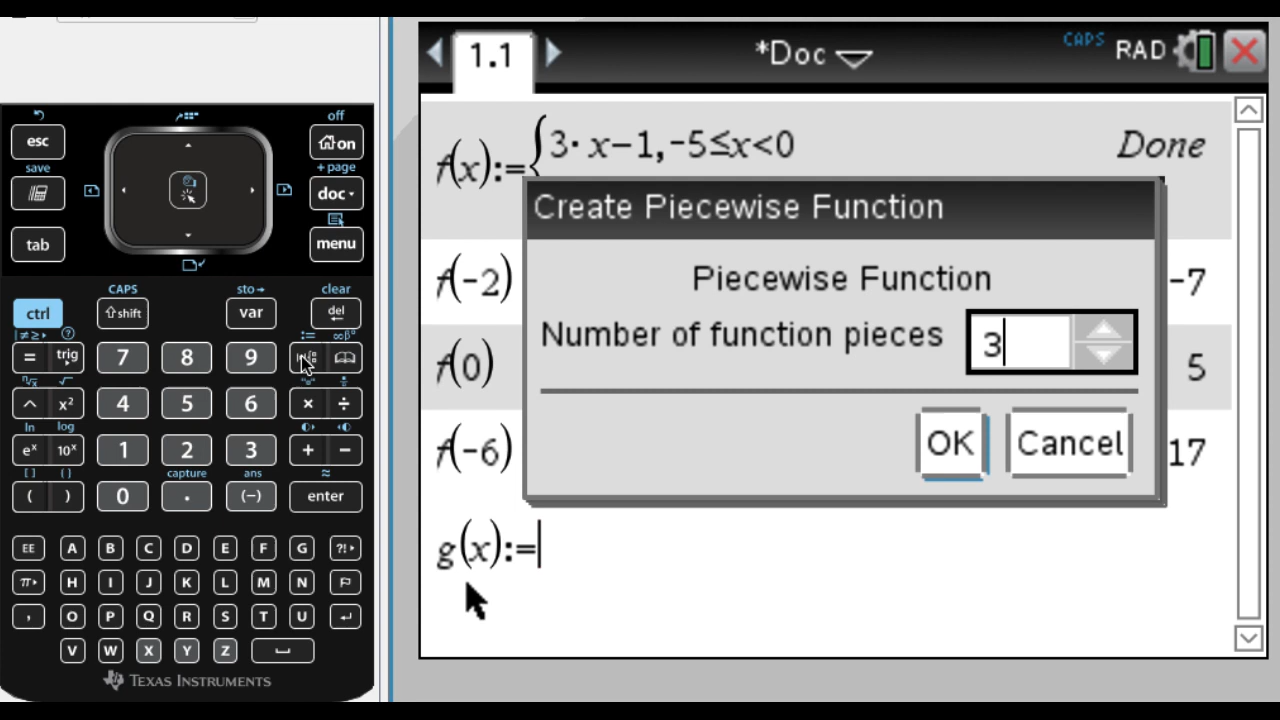 1.1 *Doc CAPS RAD
f(x):={3· x−1,−5≤x<0 Done
Create Piecewise Function
Piecewise Function
Number of function pieces 3
OK Cancel
f(-2) -7
f(0) 5
f(-6) 17
g(x):=
off
esc on
save + page
doc
tab menu
CAPS sto→ clear
ctrl shift var del
|≠≥▸ ? := ∞β°
= trig 7 8 9
ⁿ√x √ "□" ÷
^ x² 4 5 6 × ÷
ln log
eˣ 10ˣ 1 2 3 + −
[ ] { } capture ans ≈
( ) 0 . (−) enter
EE A B C D E F G ?!▸
π▸ H I J K L M N
, O P Q R S T U
V W X Y Z
TEXAS INSTRUMENTS